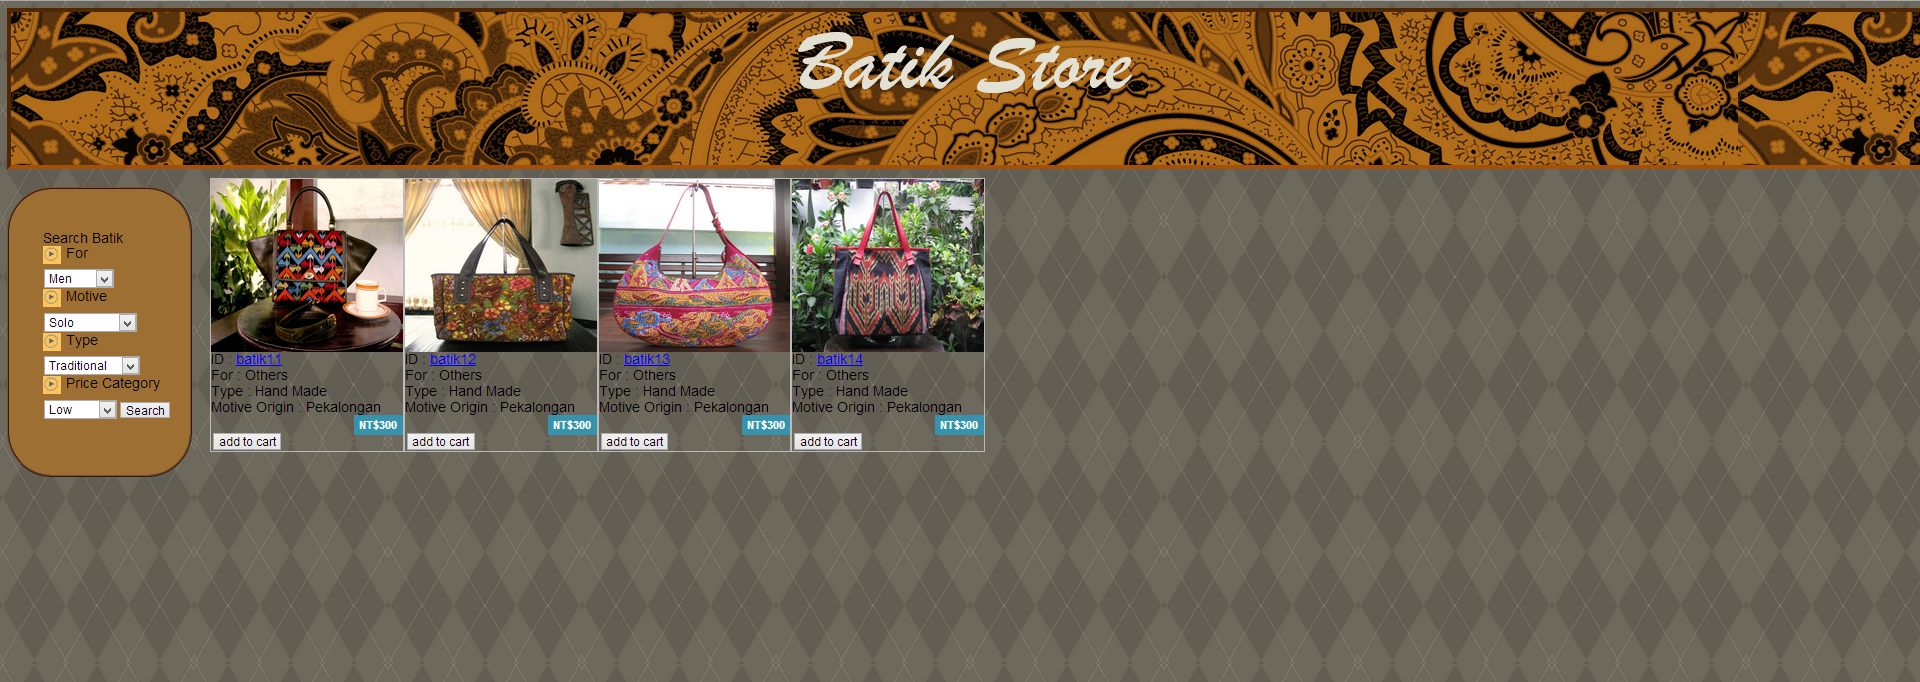 Batik Store
Search Batik
For
Men
Motive
Solo
Type
Traditional
Price Category
Low Search
ID : batik11
For : Others
Type : Hand Made
Motive Origin : Pekalongan
NT$300
add to cart
ID : batik12
For : Others
Type : Hand Made
Motive Origin : Pekalongan
NT$300
add to cart
ID : batik13
For : Others
Type : Hand Made
Motive Origin : Pekalongan
NT$300
add to cart
ID : batik14
For : Others
Type : Hand Made
Motive Origin : Pekalongan
NT$300
add to cart